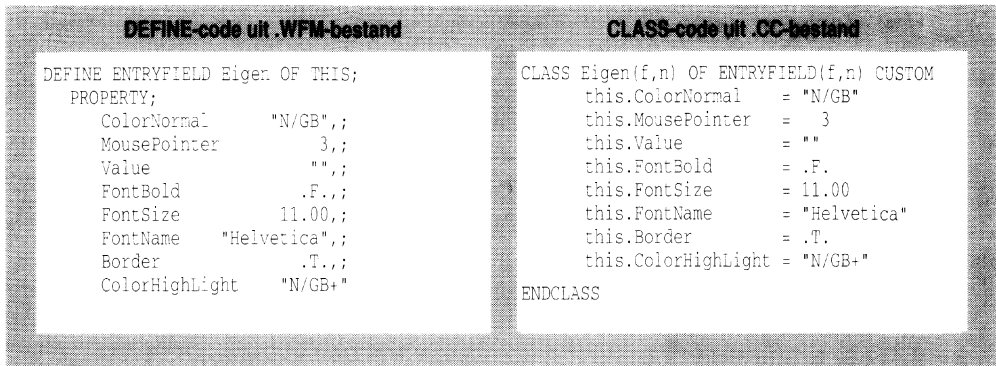 DEFINE-code uit .WFM-bestand
DEFINE ENTRYFIELD Eigen OF THIS;
PROPERTY;
ColorNormal "N/GB",;
MousePointer 3,;
Value "",;
FontBold .F.,;
FontSize 11.00,;
FontName "Helvetica",;
Border .T.,;
ColorHighLight "N/GB+"
CLASS-code uit .CC-bestand
CLASS Eigen(f,n) OF ENTRYFIELD(f,n) CUSTOM
this.ColorNormal = "N/GB"
this.MousePointer = 3
this.Value = ""
this.FontBold = .F.
this.FontSize = 11.00
this.FontName = "Helvetica"
this.Border = .T.
this.ColorHighLight = "N/GB+"
ENDCLASS